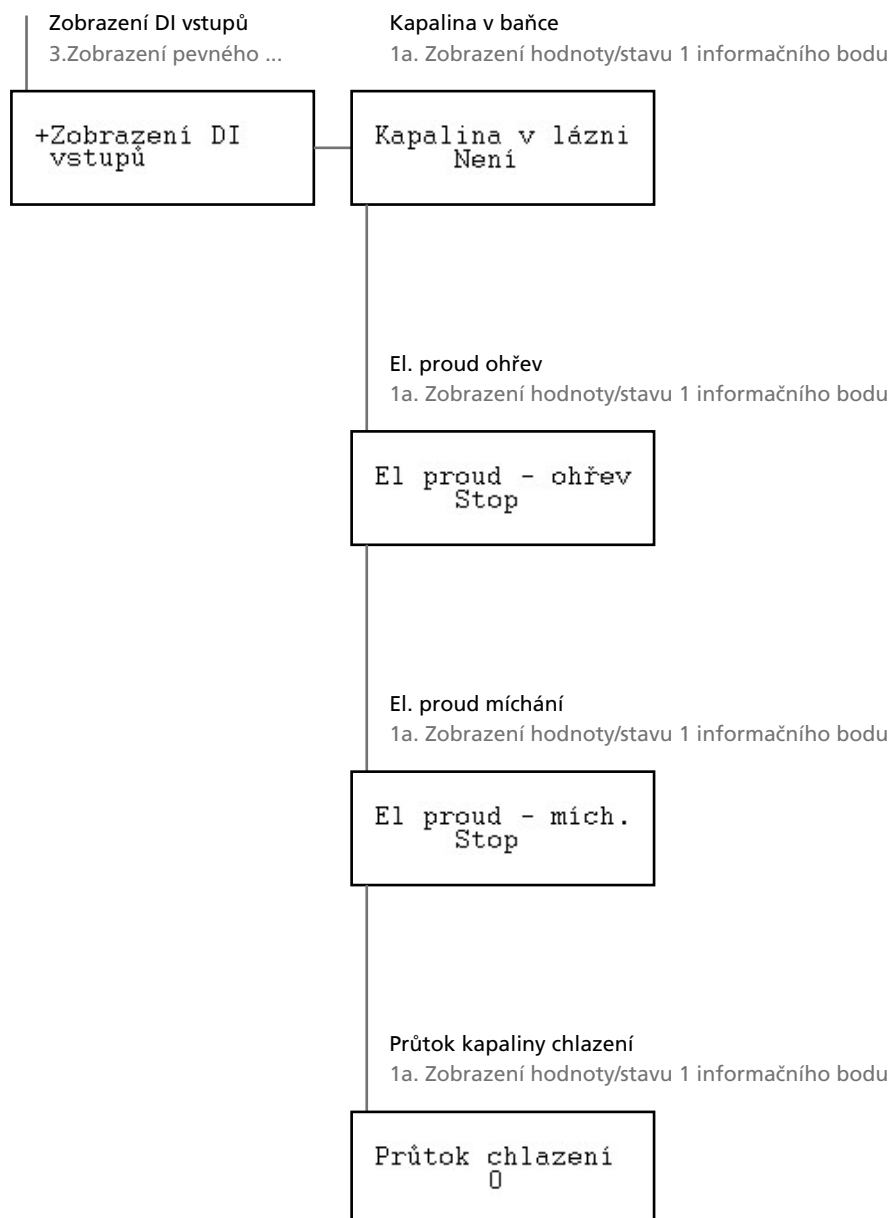 Zobrazení DI vstupů
3.Zobrazení pevného ...
+Zobrazení DI
vstupů
Kapalina v baňce
1a. Zobrazení hodnoty/stavu 1 informačního bodu
Kapalina v lázni
Není
El. proud ohřev
1a. Zobrazení hodnoty/stavu 1 informačního bodu
El proud - ohřev
Stop
El. proud míchání
1a. Zobrazení hodnoty/stavu 1 informačního bodu
El proud - mích.
Stop
Průtok kapaliny chlazení
1a. Zobrazení hodnoty/stavu 1 informačního bodu
Průtok chlazení
0